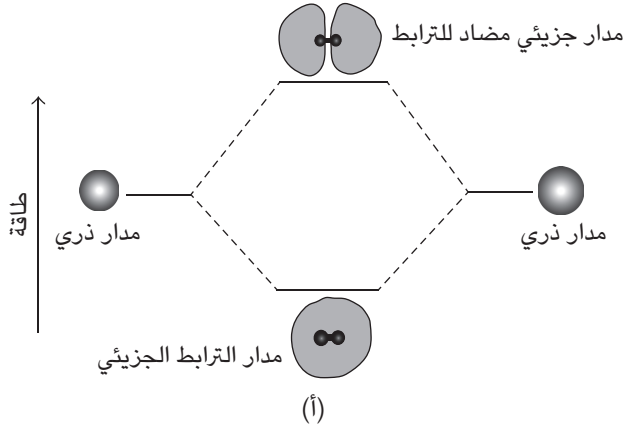 مدار جزيئي مضاد للترابط
طاقة
مدار ذري
مدار ذري
مدار الترابط الجزيئي
(أ)